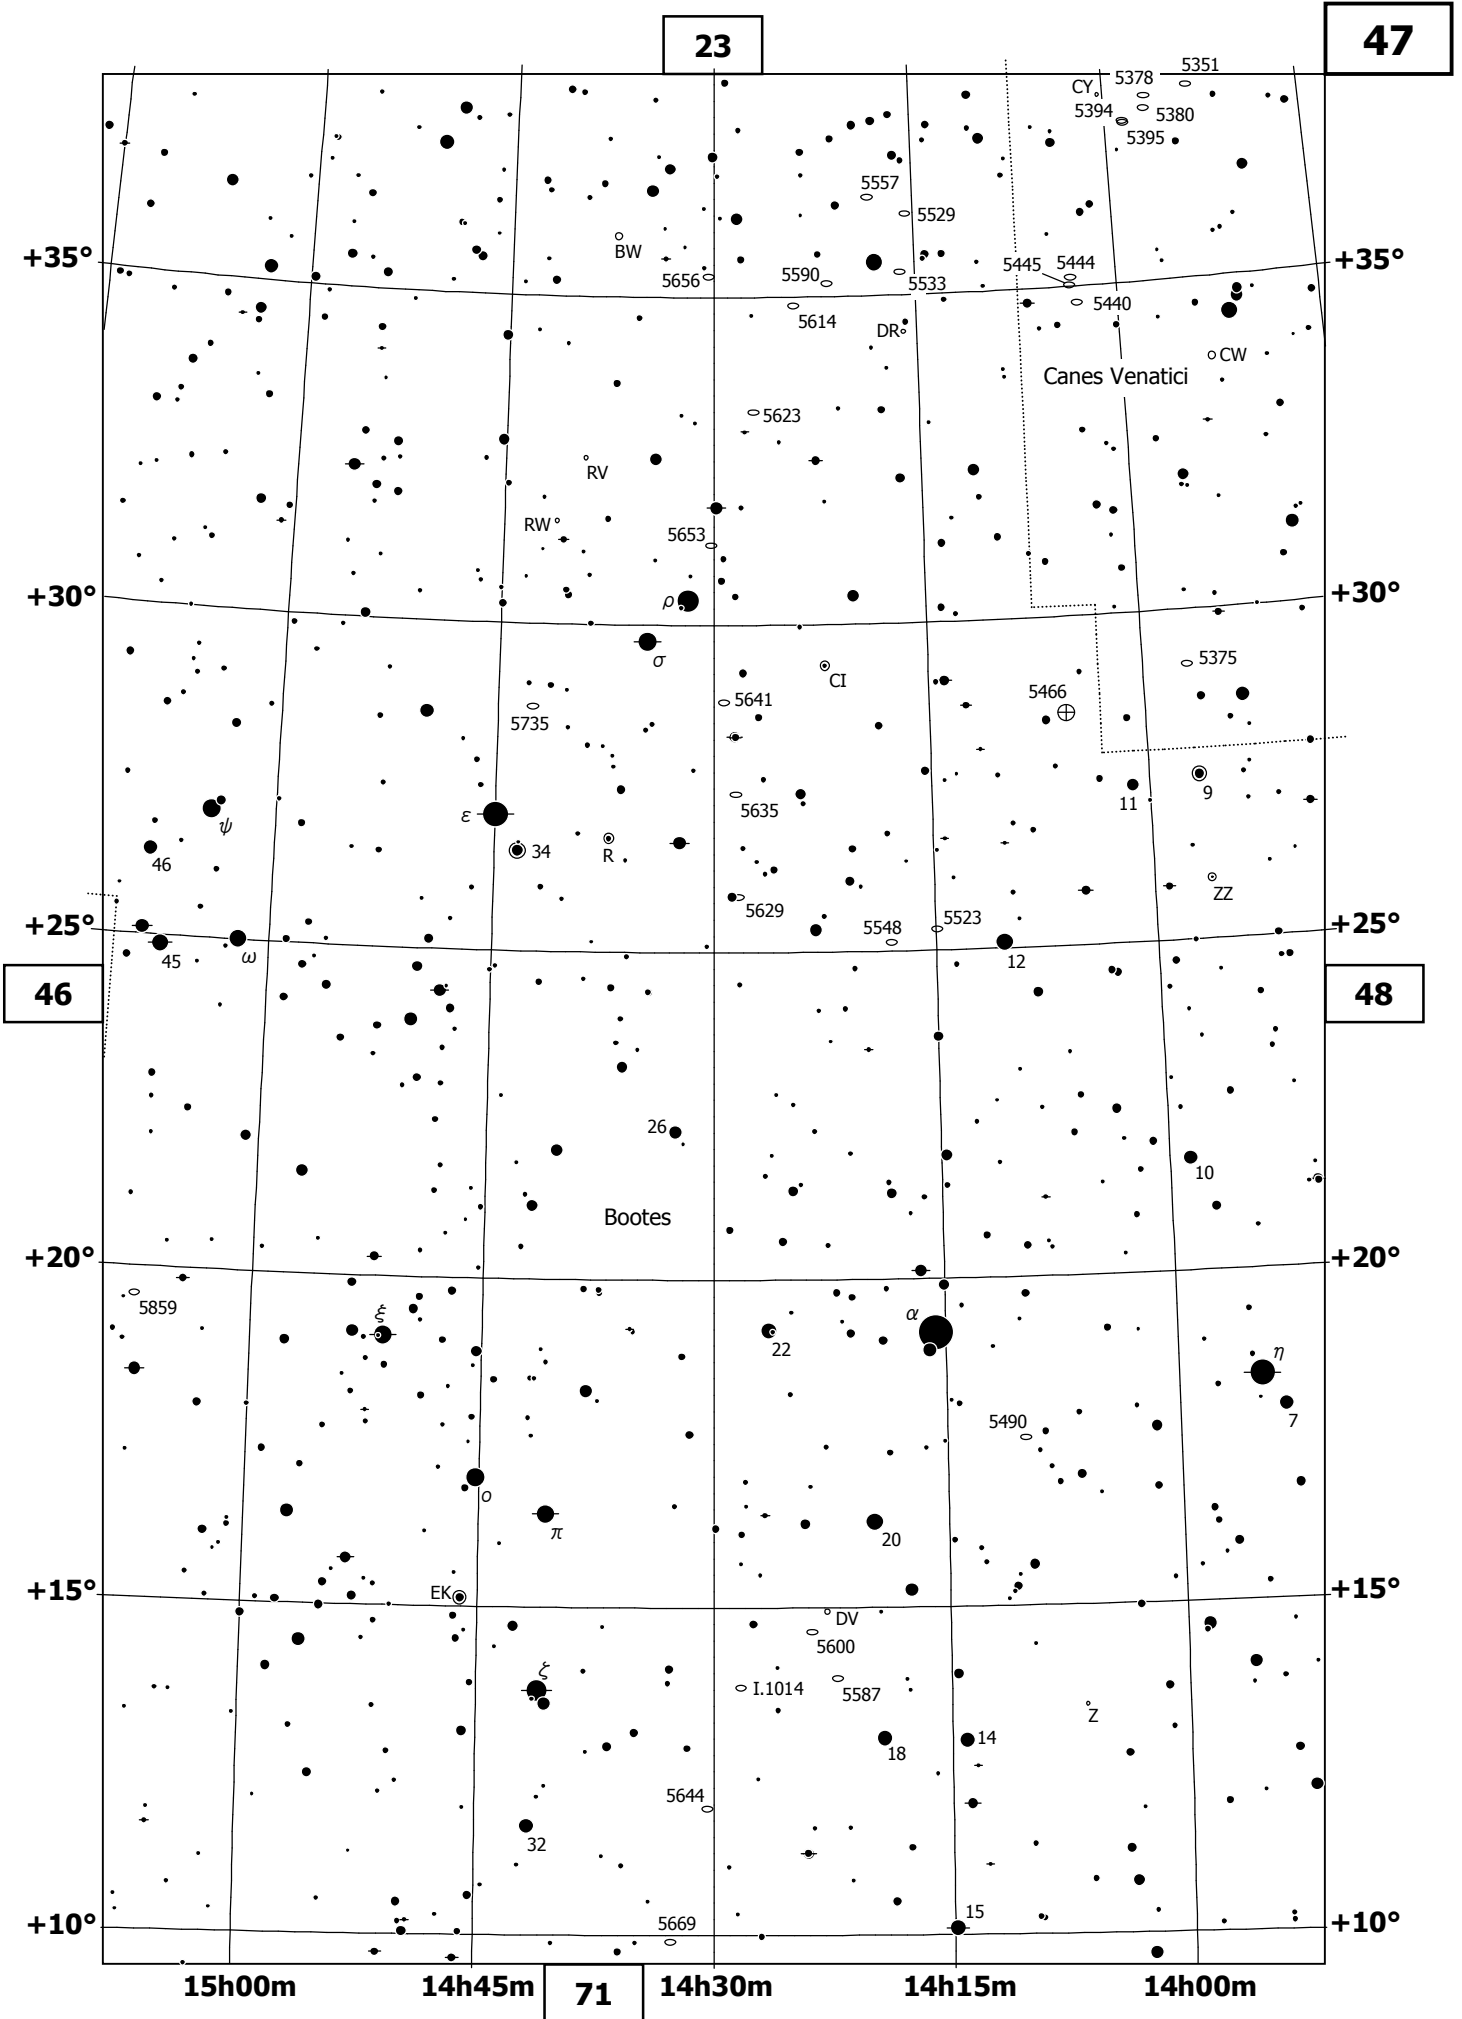 23
47
5351
5378
CY
5394
5380
5395
5557
5529
BW
+35°
+35°
5656
5590
5533
5445
5444
5440
5614
DR
CW
Canes Venatici
5623
RV
RW
5653
+30°
+30°
ρ
σ
CI
5375
5466
5641
5735
ψ
ε
34
R
5635
11
9
46
ZZ
5629
5548
5523
+25°
+25°
45
ω
12
46
48
26
10
Bootes
+20°
+20°
5859
ξ
α
22
η
7
5490
ο
π
20
+15°
+15°
EK
DV
5600
ζ
I.1014
5587
Z
18
14
5644
32
15
5669
+10°
+10°
15h00m
14h45m
14h30m
14h15m
14h00m
71